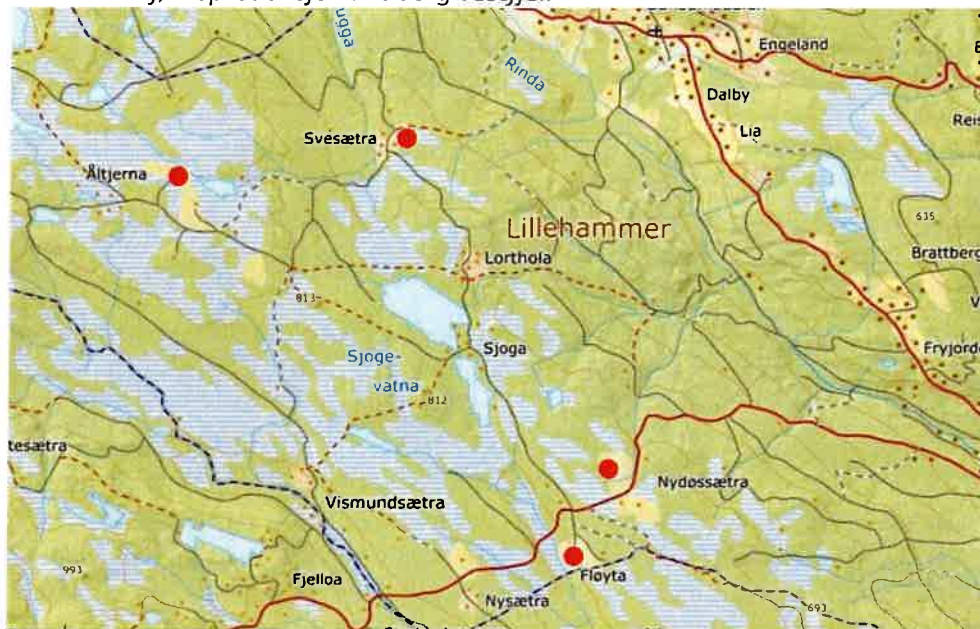 Engeland
Rinda
Dalby
Lia
Svesætra
Åltjerna
635
Lillehammer
Brattberg
Lorthola
813
Sjoga
Sjoge-
vatna
Fryjord
812
tesætra
Nydøssætra
Vismundsætra
993
Fjelloa
Fløyta
Nysætra
693